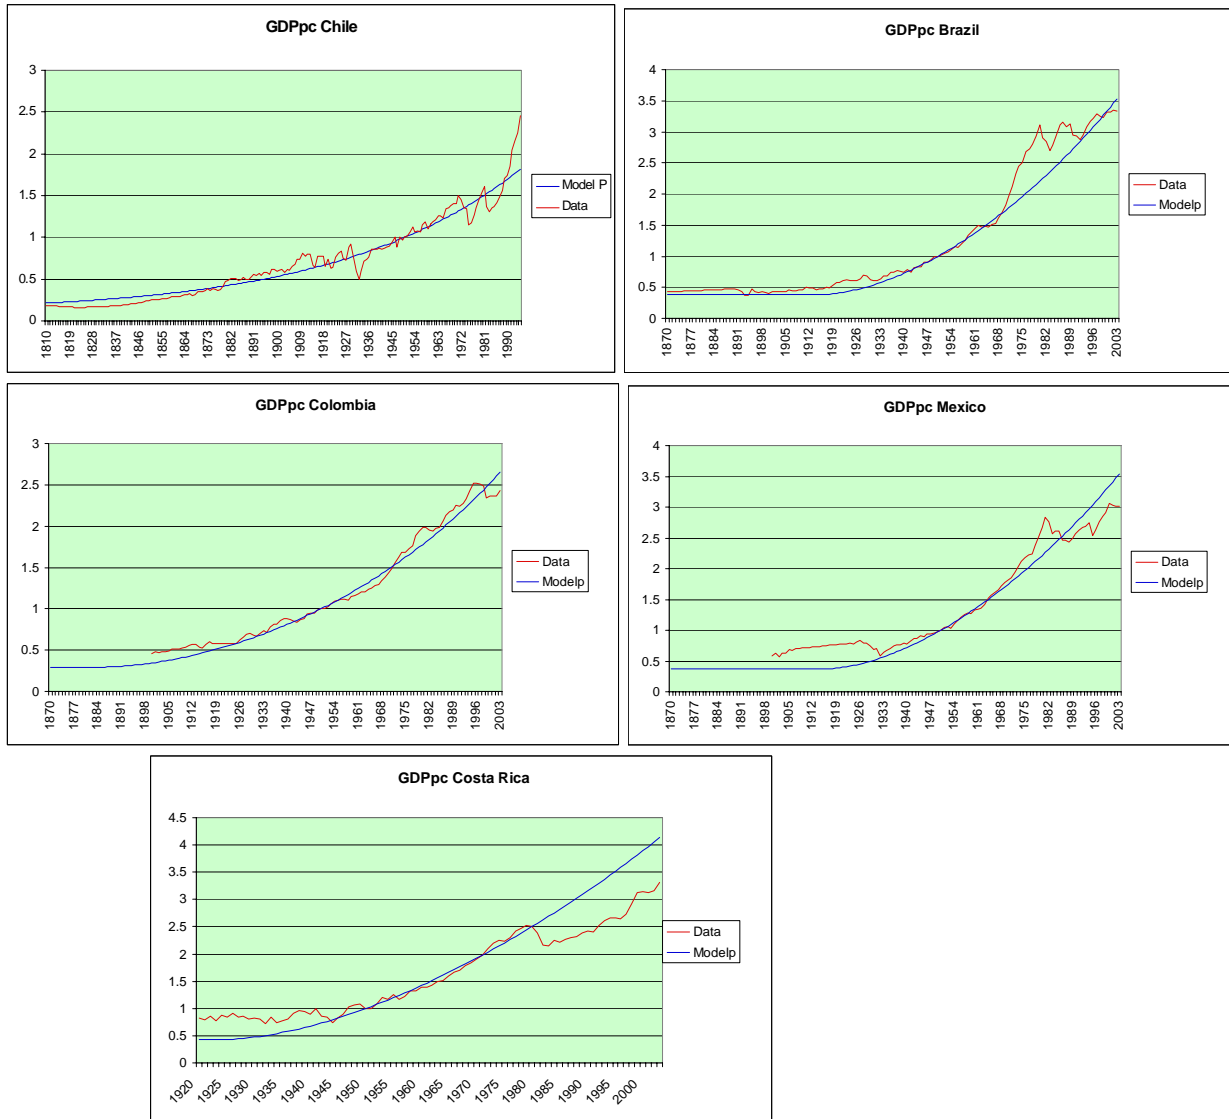 GDPpc Chile
3
2.5
2
1.5
1
0.5
0
1810 1819 1828 1837 1846 1855 1864 1873 1882 1891 1900 1909 1918 1927 1936 1945 1954 1963 1972 1981 1990
Model P
Data
GDPpc Brazil
4
3.5
3
2.5
2
1.5
1
0.5
0
1870 1877 1884 1891 1898 1905 1912 1919 1926 1933 1940 1947 1954 1961 1968 1975 1982 1989 1996 2003
Data
Modelp
GDPpc Colombia
3
2.5
2
1.5
1
0.5
0
1870 1877 1884 1891 1898 1905 1912 1919 1926 1933 1940 1947 1954 1961 1968 1975 1982 1989 1996 2003
Data
Modelp
GDPpc Mexico
4
3.5
3
2.5
2
1.5
1
0.5
0
1870 1877 1884 1891 1898 1905 1912 1919 1926 1933 1940 1947 1954 1961 1968 1975 1982 1989 1996 2003
Data
Modelp
GDPpc Costa Rica
4.5
4
3.5
3
2.5
2
1.5
1
0.5
0
1920 1925 1930 1935 1940 1945 1950 1955 1960 1965 1970 1975 1980 1985 1990 1995 2000
Data
Modelp